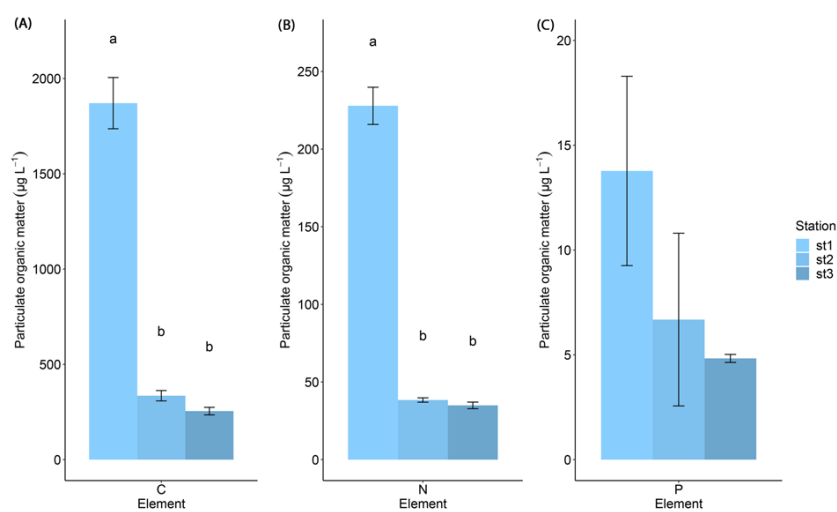 (A)
a
b
b
2000
1500
1000
500
0
Particulate organic matter (µg L⁻¹)
C
Element
(B)
a
b
b
250
200
150
100
50
0
Particulate organic matter (µg L⁻¹)
N
Element
(C)
20
15
10
5
0
Particulate organic matter (µg L⁻¹)
P
Element
Station
st1
st2
st3